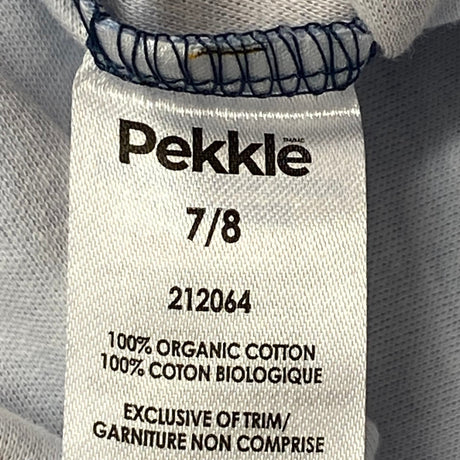 Pekkle
7/8
212064
100% ORGANIC COTTON
100% COTON BIOLOGIQUE
EXCLUSIVE OF TRIM/
GARNITURE NON COMPRISE